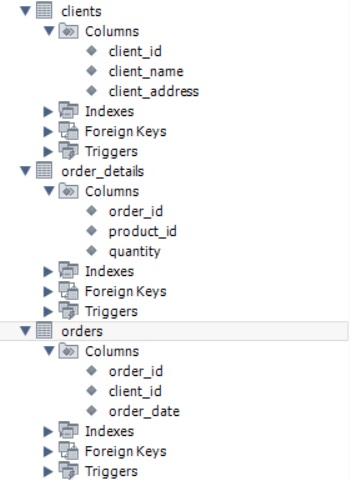 clients
Columns
client_id
client_name
client_address
Indexes
Foreign Keys
Triggers
order_details
Columns
order_id
product_id
quantity
Indexes
Foreign Keys
Triggers
orders
Columns
order_id
client_id
order_date
Indexes
Foreign Keys
Triggers